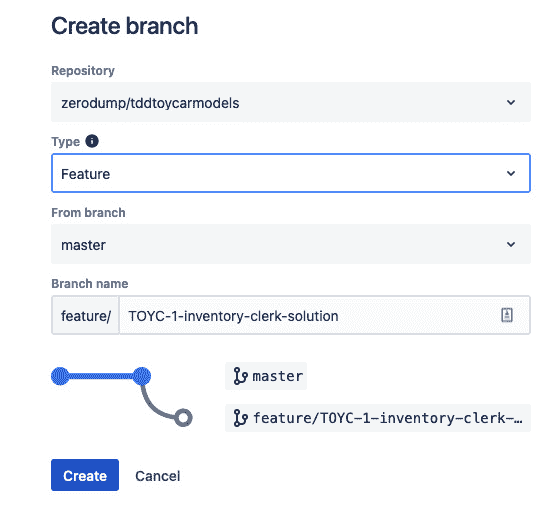 Create branch
Repository
zerodump/tddtoycarmodels
Type
Feature
From branch
master
Branch name
feature/ TOYC-1-inventory-clerk-solution
master
feature/TOYC-1-inventory-clerk-…
Create Cancel